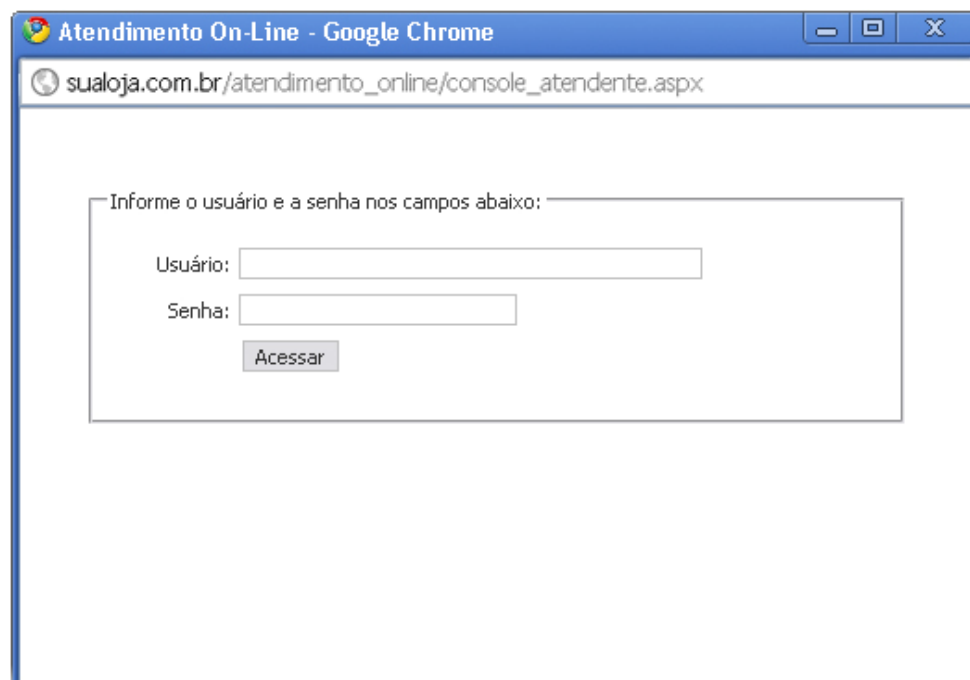 Atendimento On-Line - Google Chrome
sualoja.com.br/atendimento_online/console_atendente.aspx
Informe o usuário e a senha nos campos abaixo:
Usuário:
Senha:
Acessar